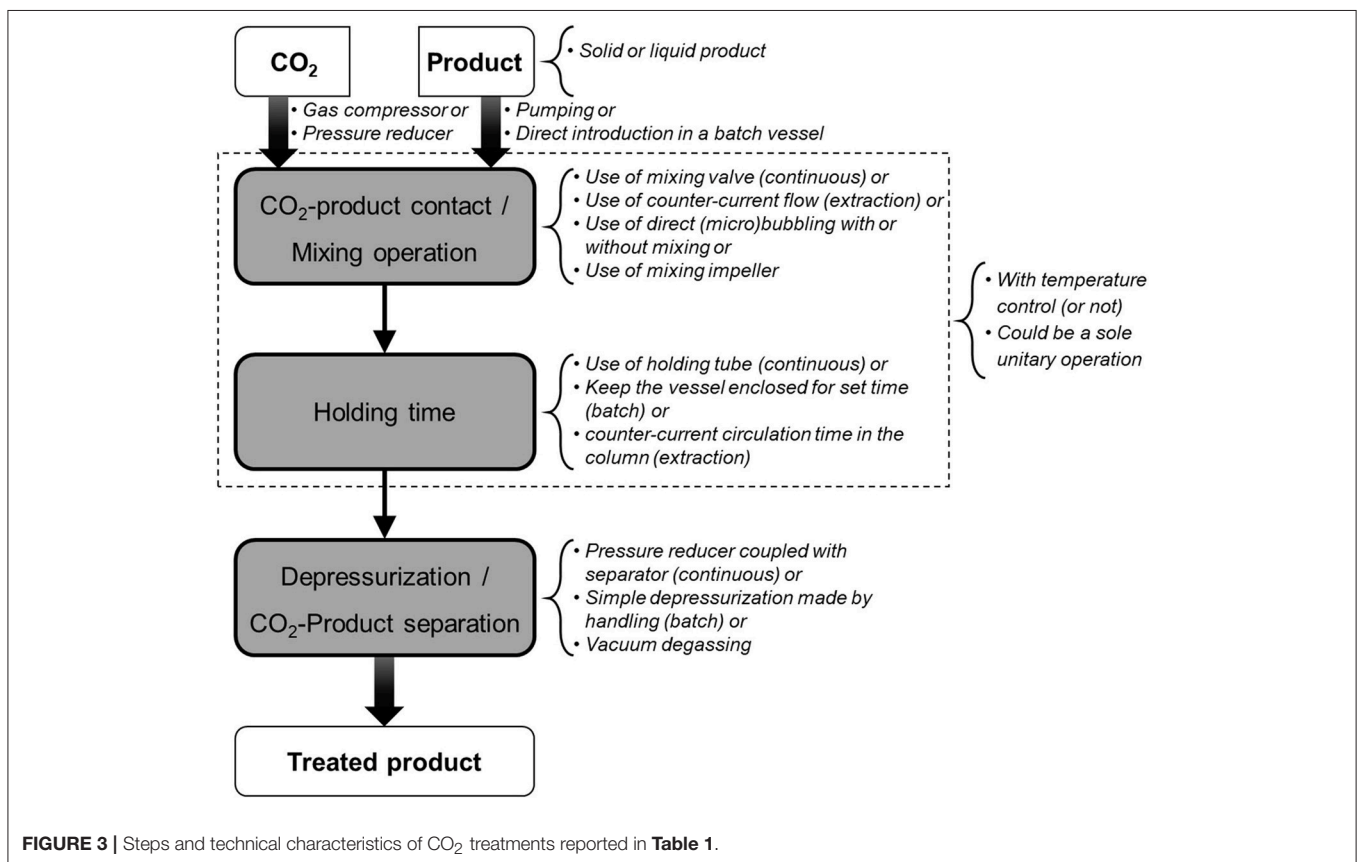 CO₂
Product
• Solid or liquid product
• Gas compressor or
• Pressure reducer
• Pumping or
• Direct introduction in a batch vessel
CO₂-product contact /
Mixing operation
• Use of mixing valve (continuous) or
• Use of counter-current flow (extraction) or
• Use of direct (micro)bubbling with or
without mixing or
• Use of mixing impeller
• With temperature
control (or not)
• Could be a sole
unitary operation
Holding time
• Use of holding tube (continuous) or
• Keep the vessel enclosed for set time
(batch) or
• counter-current circulation time in the
column (extraction)
Depressurization /
CO₂-Product separation
• Pressure reducer coupled with
separator (continuous) or
• Simple depressurization made by
handling (batch) or
• Vacuum degassing
Treated product
FIGURE 3 | Steps and technical characteristics of CO₂ treatments reported in Table 1.